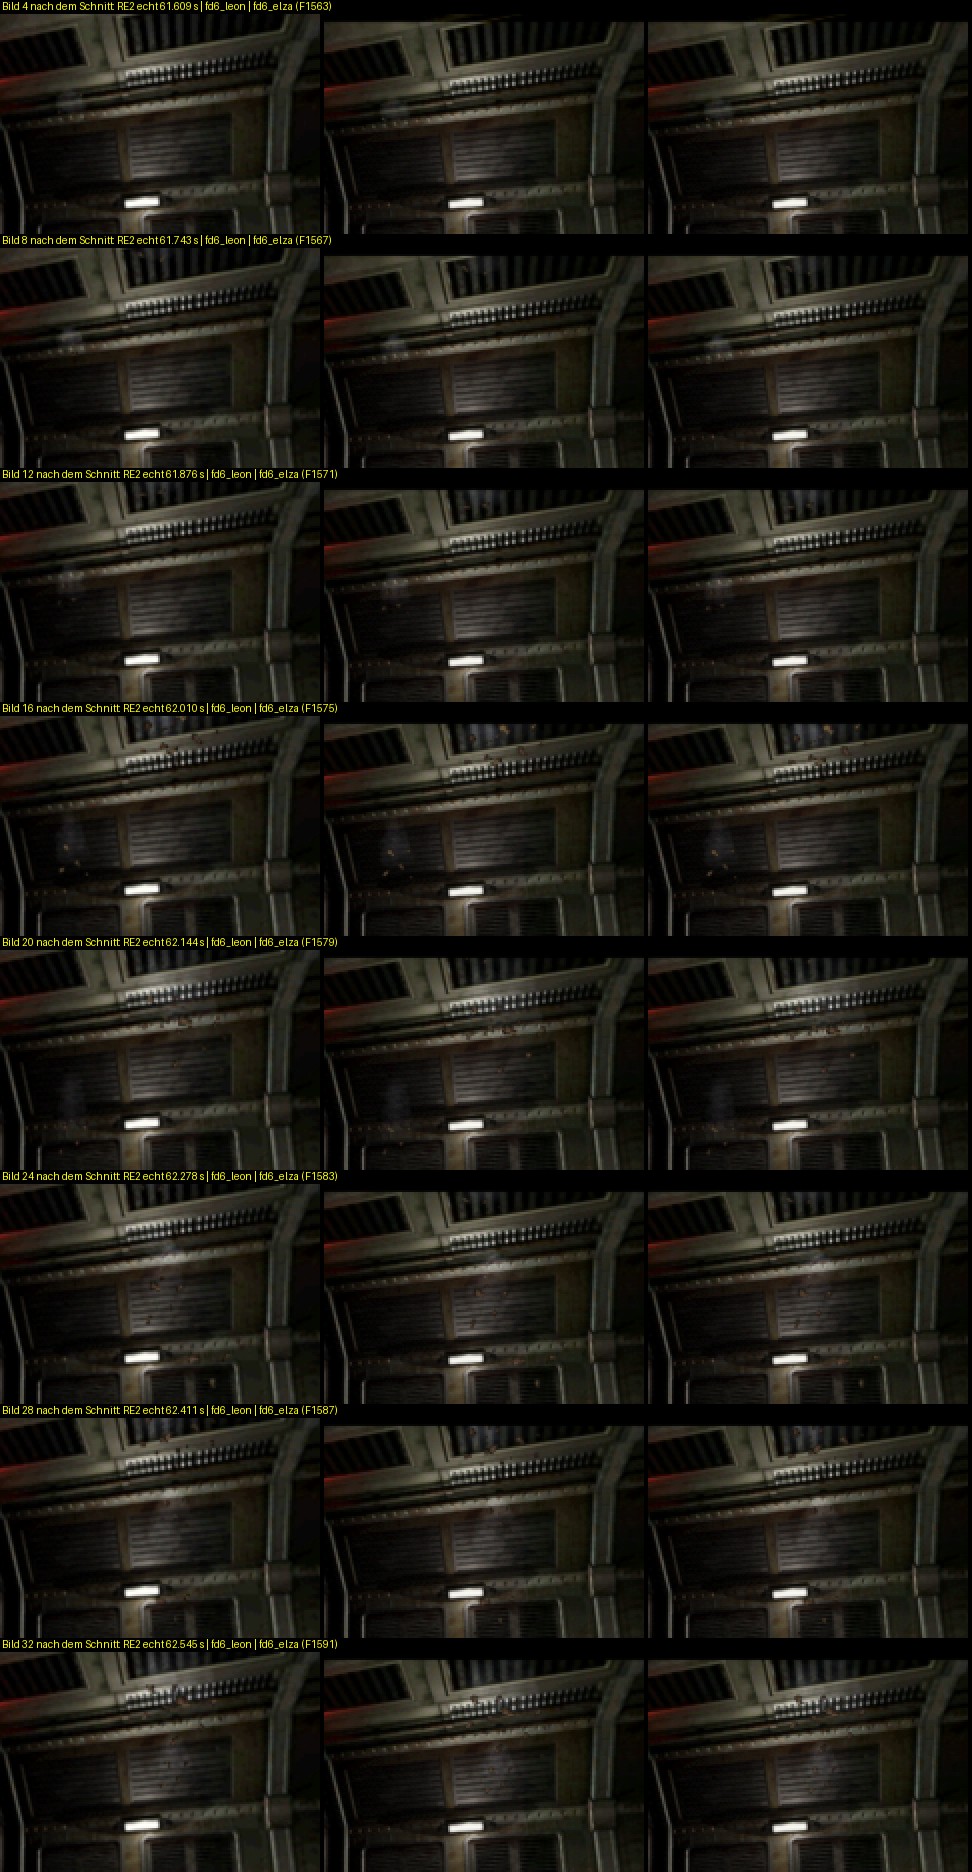 Bild 4 nach dem Schnitt: RE2 echt 61.609 s | fd6_leon | fd6_elza (F1563)
Bild 8 nach dem Schnitt: RE2 echt 61.743 s | fd6_leon | fd6_elza (F1567)
Bild 12 nach dem Schnitt: RE2 echt 61.876 s | fd6_leon | fd6_elza (F1571)
Bild 16 nach dem Schnitt: RE2 echt 62.010 s | fd6_leon | fd6_elza (F1575)
Bild 20 nach dem Schnitt: RE2 echt 62.144 s | fd6_leon | fd6_elza (F1579)
Bild 24 nach dem Schnitt: RE2 echt 62.278 s | fd6_leon | fd6_elza (F1583)
Bild 28 nach dem Schnitt: RE2 echt 62.411 s | fd6_leon | fd6_elza (F1587)
Bild 32 nach dem Schnitt: RE2 echt 62.545 s | fd6_leon | fd6_elza (F1591)